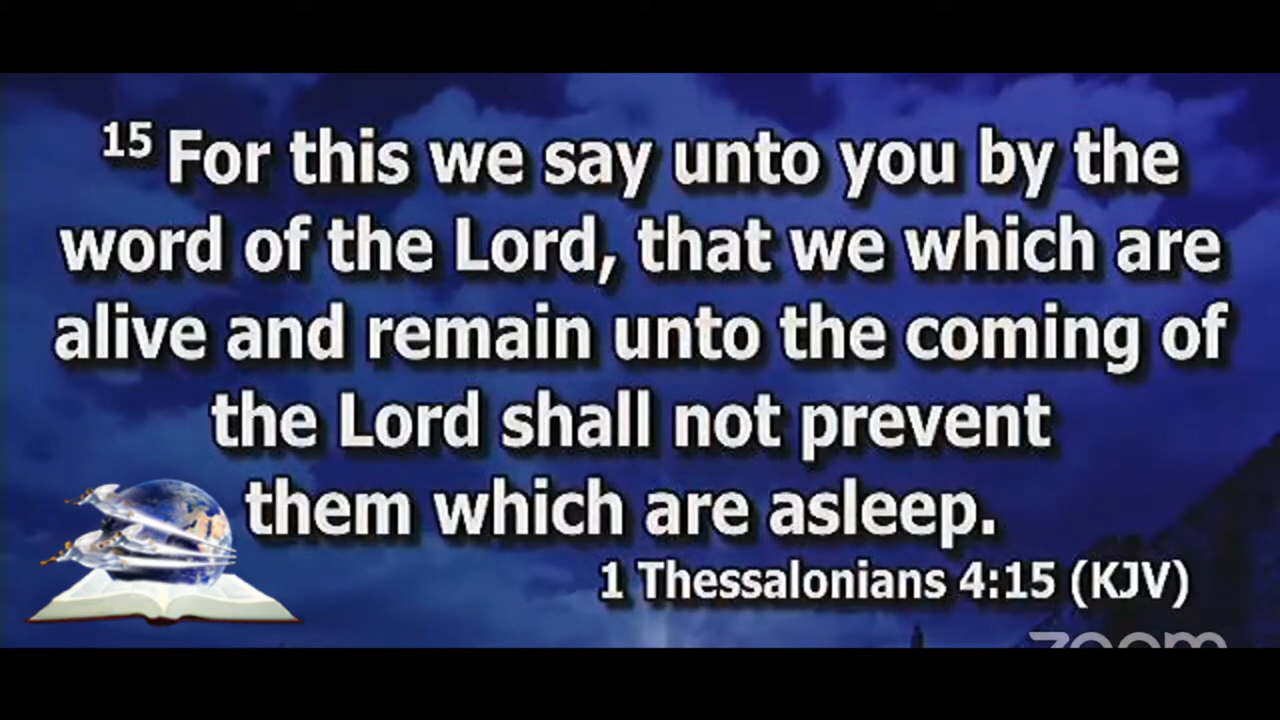 15 For this we say unto you by the
word of the Lord, that we which are
alive and remain unto the coming of
the Lord shall not prevent
them which are asleep.
1 Thessalonians 4:15 (KJV)
zoom